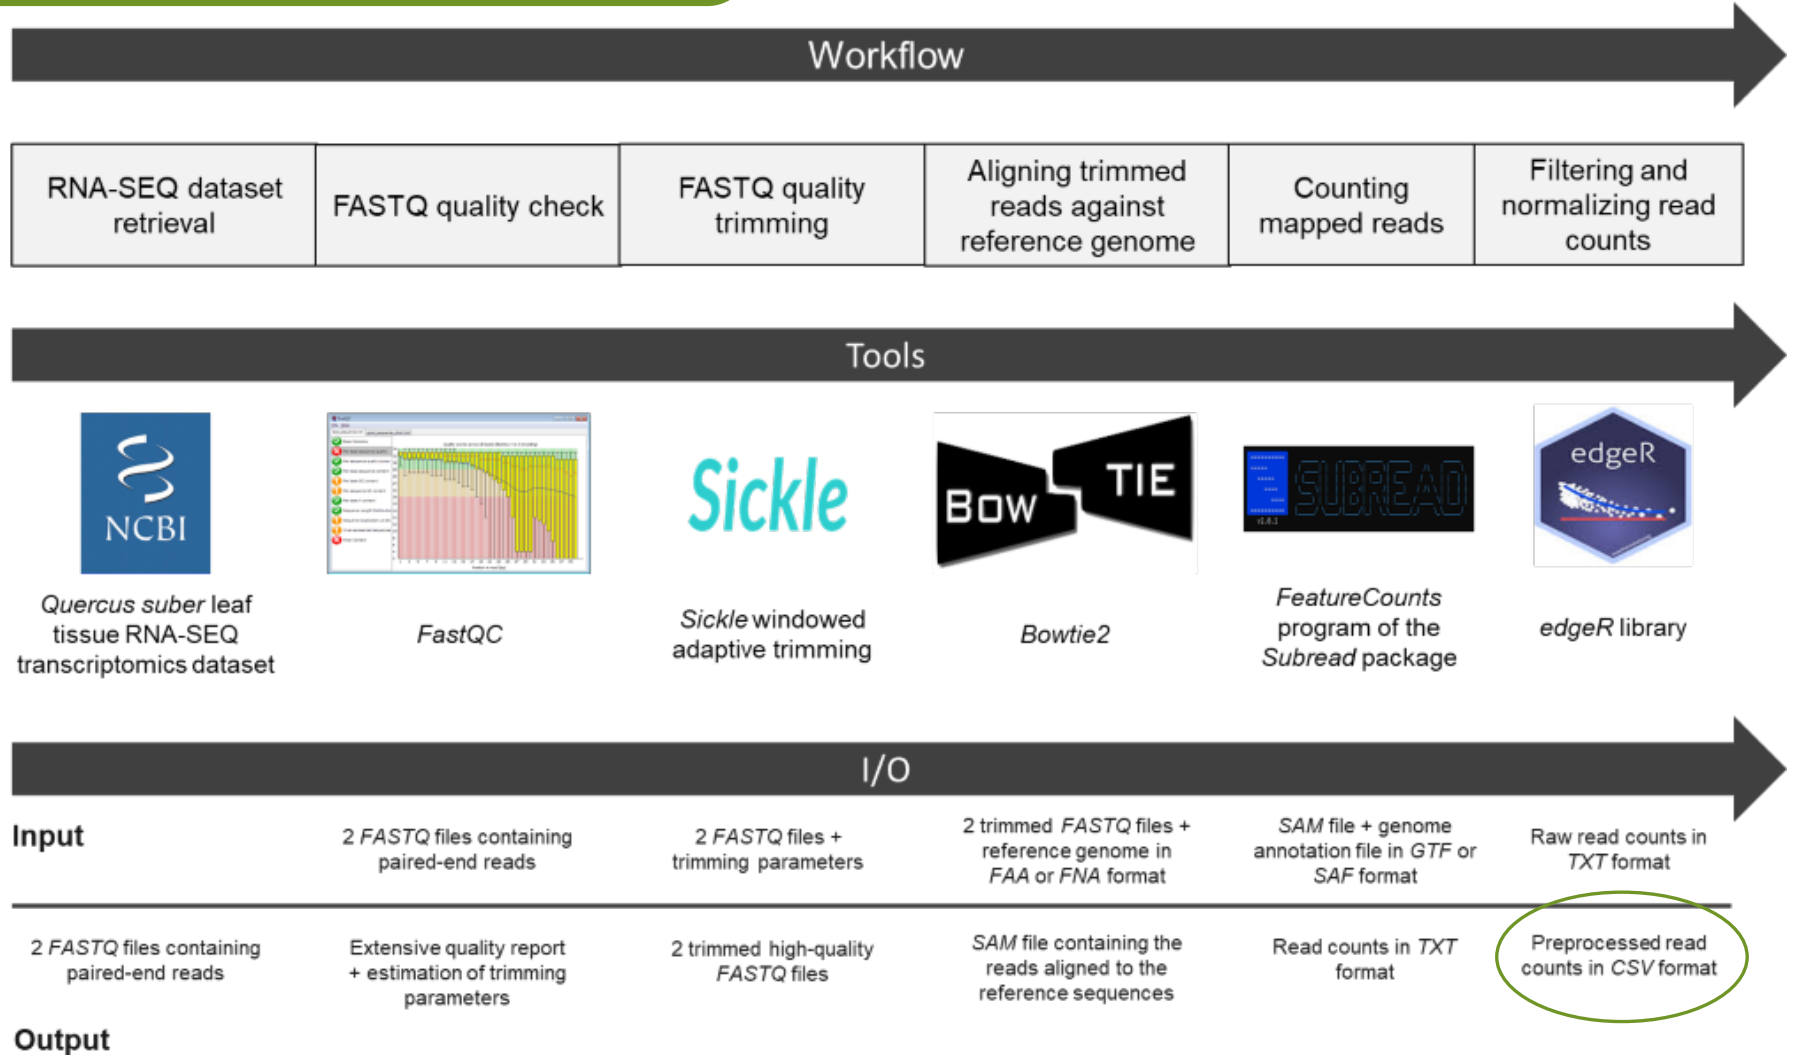 Workflow
RNA-SEQ dataset
retrieval
FASTQ quality check
FASTQ quality
trimming
Aligning trimmed
reads against
reference genome
Counting
mapped reads
Filtering and
normalizing read
counts
Tools
NCBI
Sickle
BOW
TIE
SUBREAD
edgeR
Quercus suber leaf
tissue RNA-SEQ
transcriptomics dataset
FastQC
Sickle windowed
adaptive trimming
Bowtie2
FeatureCounts
program of the
Subread package
edgeR library
I/O
Input
2 FASTQ files containing
paired-end reads
2 FASTQ files +
trimming parameters
2 trimmed FASTQ files +
reference genome in
FAA or FNA format
SAM file + genome
annotation file in GTF or
SAF format
Raw read counts in
TXT format
2 FASTQ files containing
paired-end reads
Extensive quality report
+ estimation of trimming
parameters
2 trimmed high-quality
FASTQ files
SAM file containing the
reads aligned to the
reference sequences
Read counts in TXT
format
Preprocessed read
counts in CSV format
Output